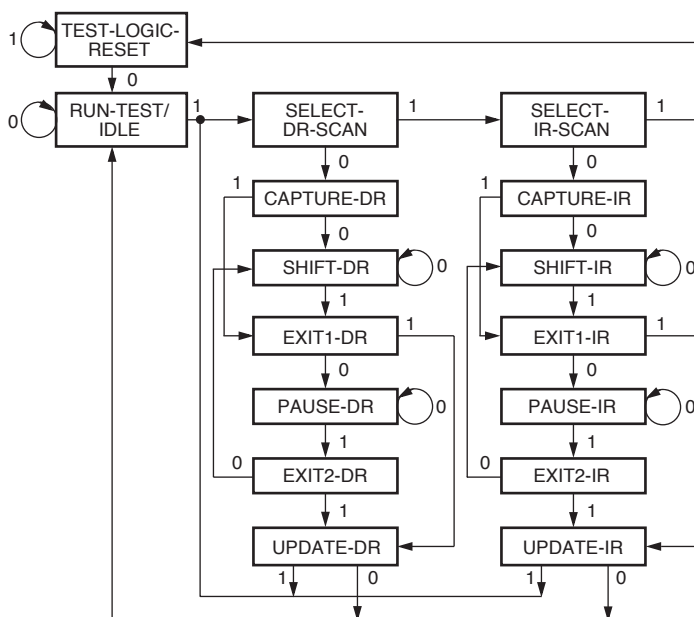 1
TEST-LOGIC-
RESET
0
0
RUN-TEST/
IDLE
1
SELECT-
DR-SCAN
1
SELECT-
IR-SCAN
1
0
0
1
CAPTURE-DR
1
CAPTURE-IR
0
0
SHIFT-DR
0
SHIFT-IR
0
1
1
EXIT1-DR
1
EXIT1-IR
1
0
0
PAUSE-DR
0
PAUSE-IR
0
1
1
0
EXIT2-DR
0
EXIT2-IR
1
1
UPDATE-DR
UPDATE-IR
1
0
1
0